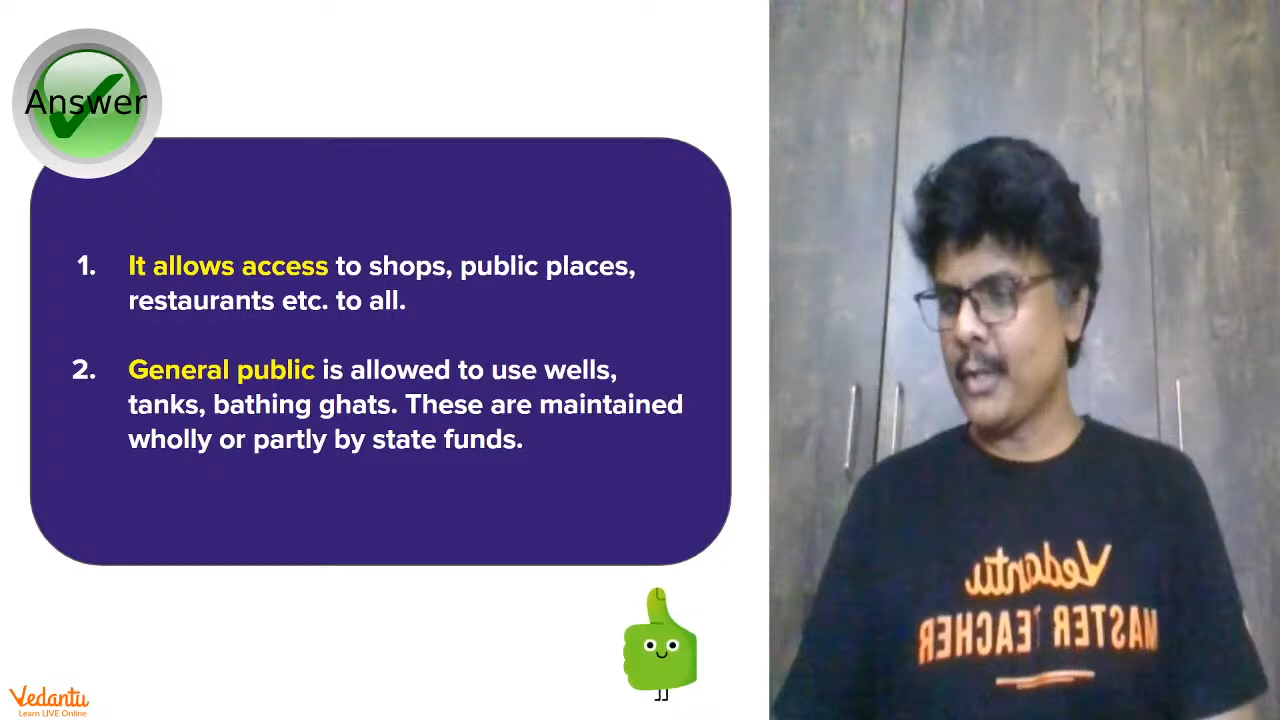 Answer
1. It allows access to shops, public places,
restaurants etc. to all.
2. General public is allowed to use wells,
tanks, bathing ghats. These are maintained
wholly or partly by state funds.
Vedantu
MASTER TEACHER
Vedantu
Learn LIVE Online